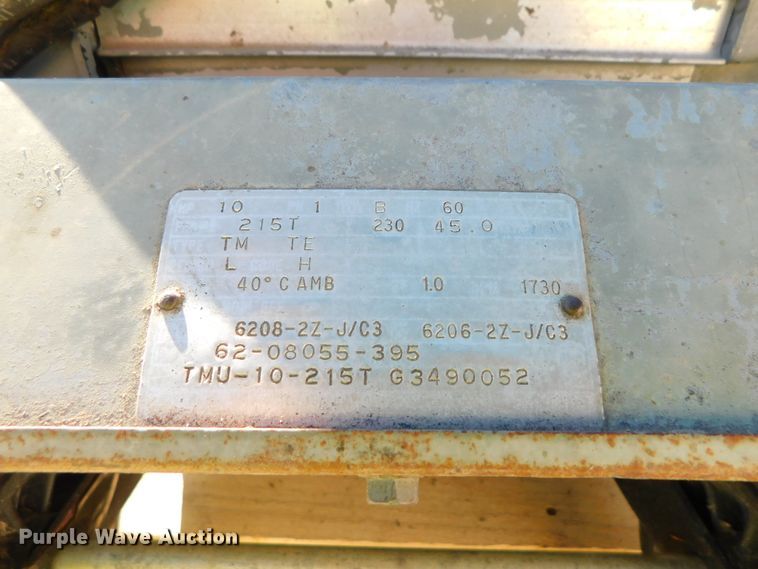 10 1 B 60
215T 230 45.0
TM TE
L H
40° C AMB 1.0 1730
6208-2Z-J/C3 6206-2Z-J/C3
62-08055-395
TMU-10-215T G3490052
Purple Wave Auction